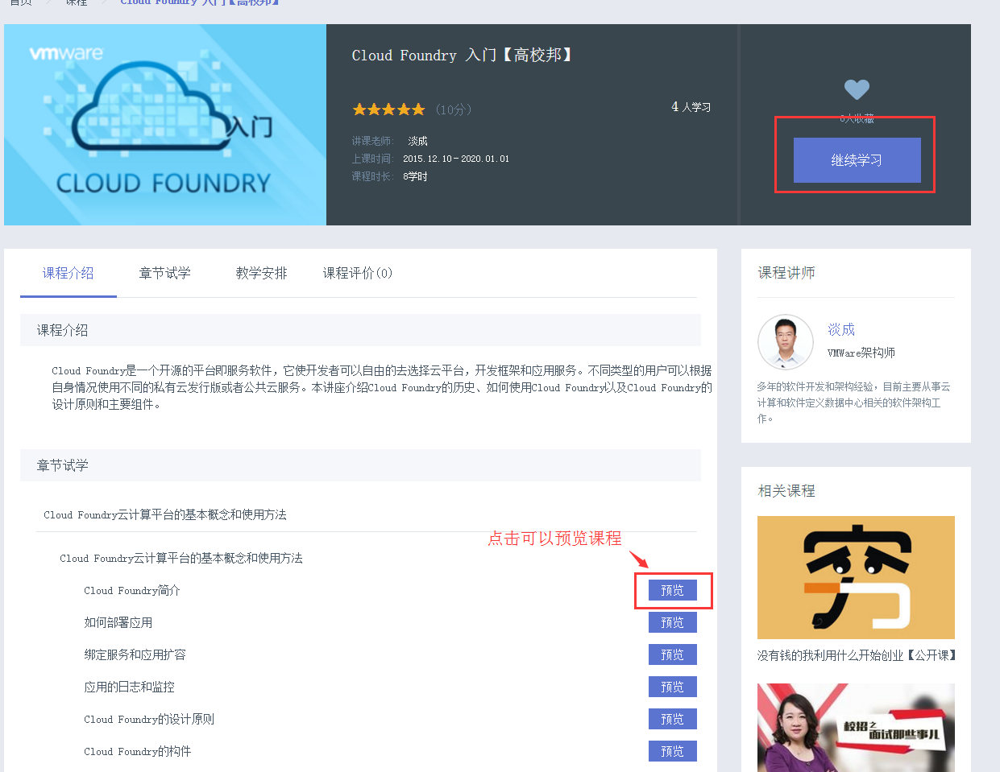 首页 课程 Cloud Foundry 入门【高校邦】
vmware
入门
CLOUD FOUNDRY
Cloud Foundry 入门【高校邦】
(10分)
4 人学习
讲课老师： 淡成
上课时间： 2015.12.10-2020.01.01
课程时长： 8学时
0人收藏
继续学习
课程介绍 章节试学 教学安排 课程评价(0)
课程介绍
Cloud Foundry是一个开源的平台即服务软件，它使开发者可以自由的去选择云平台，开发框架和应用服务。不同类型的用户可以根据
自身情况使用不同的私有云发行版或者公共云服务。本讲座介绍Cloud Foundry的历史、如何使用Cloud Foundry以及Cloud Foundry的
设计原则和主要组件。
章节试学
Cloud Foundry云计算平台的基本概念和使用方法
点击可以预览课程
Cloud Foundry云计算平台的基本概念和使用方法
Cloud Foundry简介 预览
如何部署应用 预览
绑定服务和应用扩容 预览
应用的日志和监控 预览
Cloud Foundry的设计原则 预览
Cloud Foundry的构件 预览
课程讲师
淡成
VMWare架构师
多年的软件开发和架构经验，目前主要从事云
计算和软件定义数据中心相关的软件架构工
作。
相关课程
穷
没有钱的我利用什么开始创业【公开课】
校招之
面试那些事儿